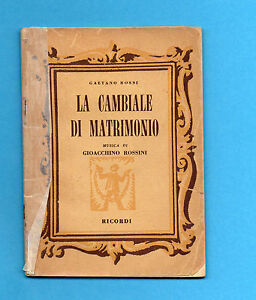 GAETANO ROSSI
LA CAMBIALE
DI MATRIMONIO
MUSICA DI
GIOACCHINO ROSSINI
RICORDI